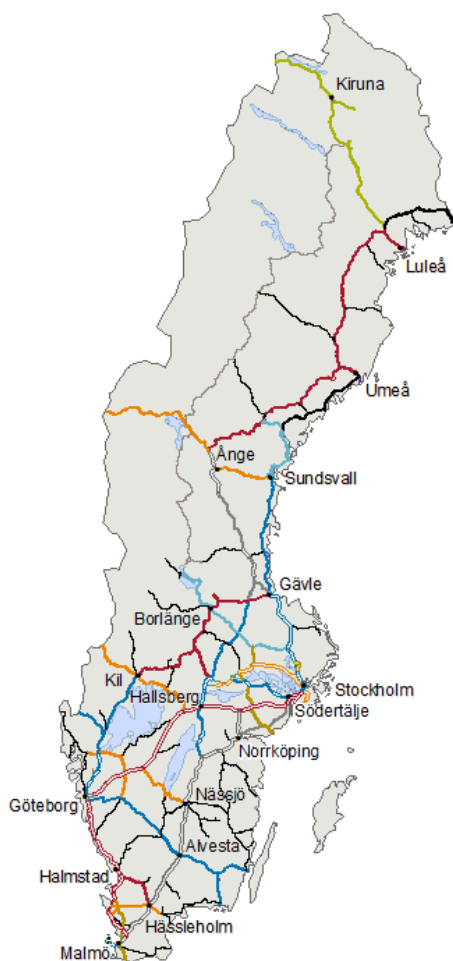 Kiruna
Luleå
Umeå
Ånge
Sundsvall
Gävle
Borlänge
Kil
Hallsberg
Stockholm
Södertälje
Norrköping
Göteborg
Nässjö
Alvesta
Halmstad
Hässleholm
Malmö